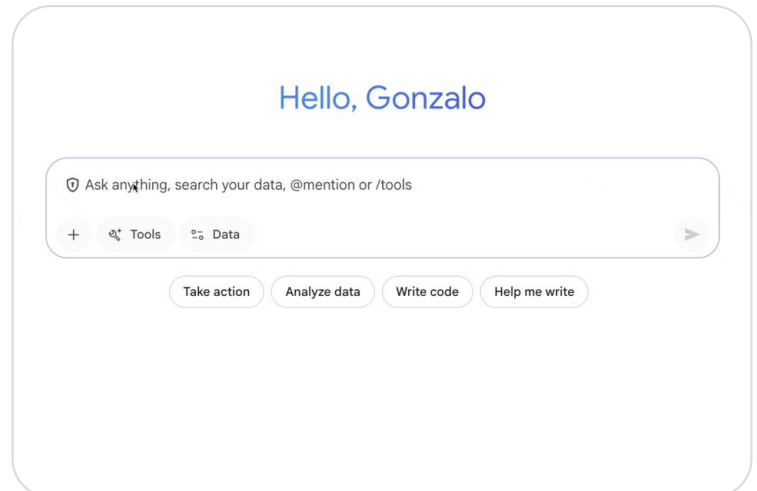 Hello, Gonzalo
Ask anything, search your data, @mention or /tools
Tools
Data
Take action
Analyze data
Write code
Help me write